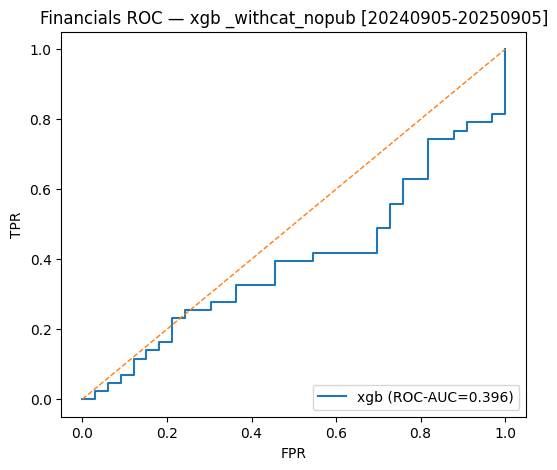 Financials ROC — xgb _withcat_nopub [20240905-20250905]
1.0
0.8
0.6
0.4
0.2
0.0
TPR
0.0 0.2 0.4 0.6 0.8 1.0
FPR
xgb (ROC-AUC=0.396)